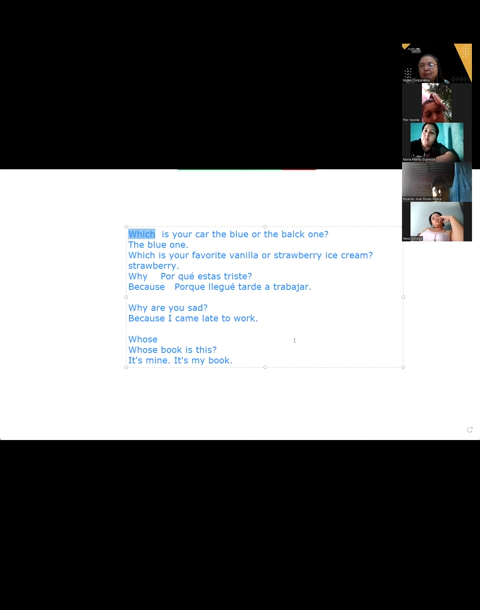 Which is your car the blue or the balck one?
The blue one.
Which is your favorite vanilla or strawberry ice cream?
strawberry.
Why Por qué estas triste?
Because Porque llegué tarde a trabajar.
Why are you sad?
Because I came late to work.
Whose
Whose book is this?
It's mine. It's my book.